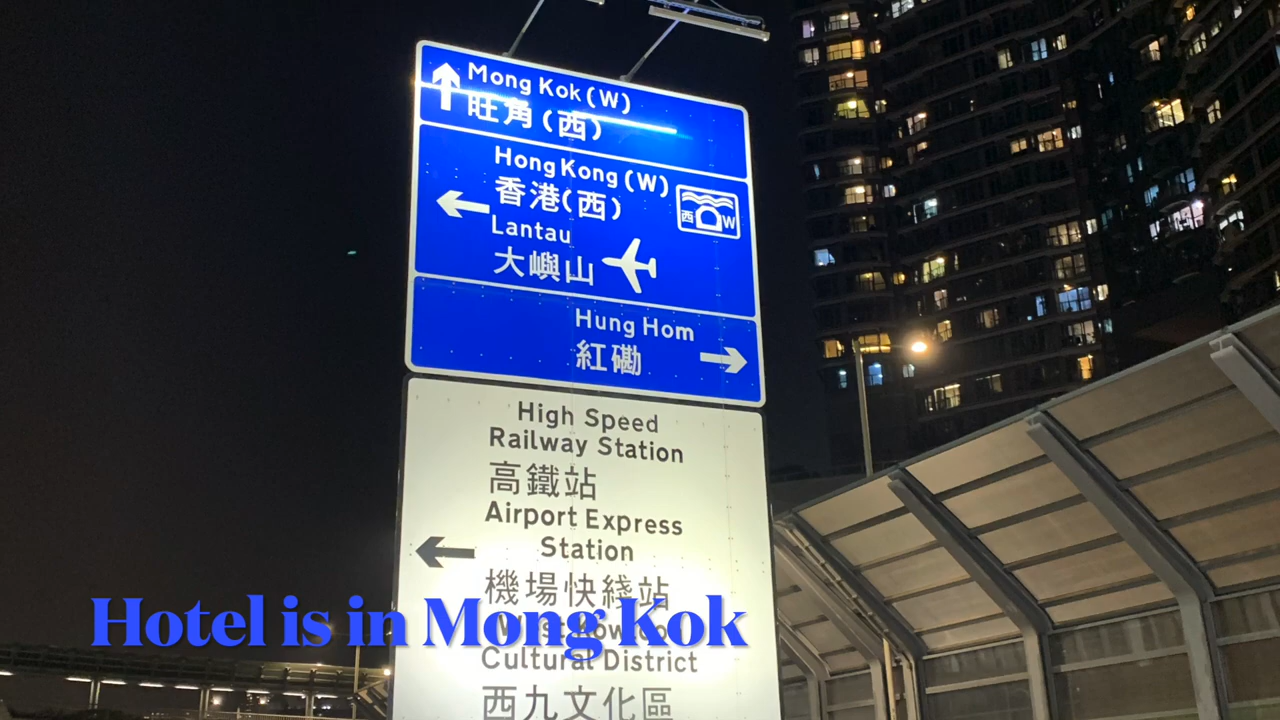 Mong Kok (W)
旺角 (西)
Hong Kong (W)
香港(西)
西 W
Lantau
大嶼山
Hung Hom
紅磡
High Speed
Railway Station
高鐵站
Airport Express
Station
機場快綫站
Hotel is in Mong Kok
Cultural District
西九文化區